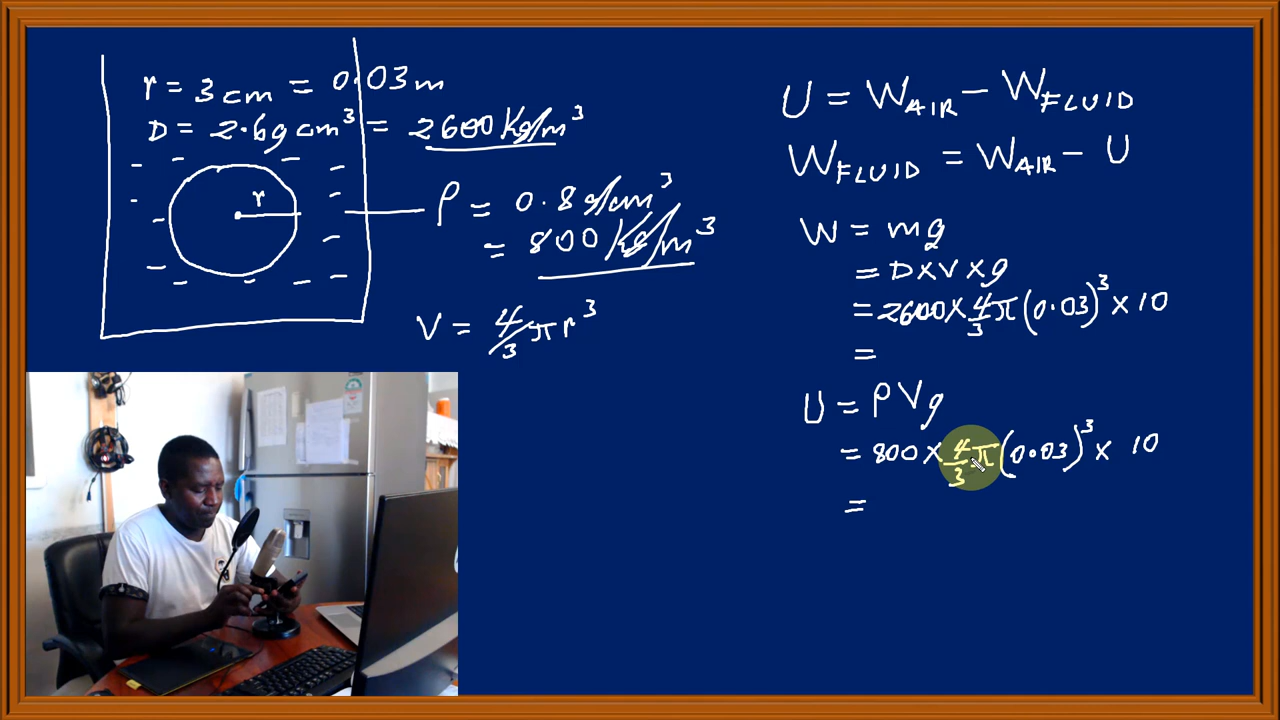 r = 3 cm = 0.03 m
D = 2.6 g cm³ = 2600 Kg/m³
r
ρ = 0.8 g/cm³
= 800 Kg/m³
V = 4/3 π r³
U = W_AIR − W_FLUID
W_FLUID = W_AIR − U
W = mg
= D × V × g
= 2600 × 4/3 π (0.03)³ × 10
=
U = ρVg
= 800 × 4/3 π (0.03)³ × 10
=